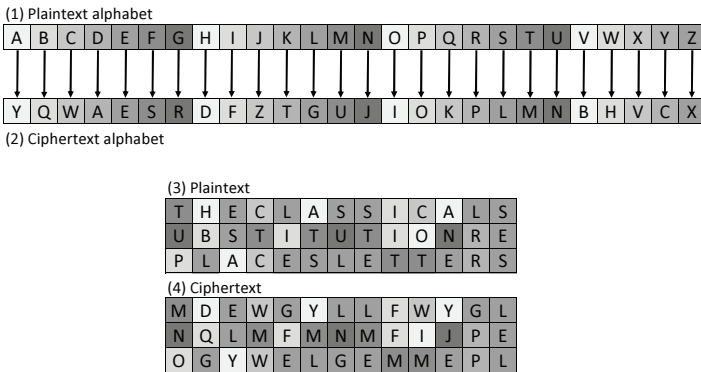 (1) Plaintext alphabet
A B C D E F G H I J K L M N O P Q R S T U V W X Y Z
Y Q W A E S R D F Z T G U J I O K P L M N B H V C X
(2) Ciphertext alphabet
(3) Plaintext
T H E C L A S S I C A L S
U B S T I T U T I O N R E
P L A C E S L E T T E R S
(4) Ciphertext
M D E W G Y L L F W Y G L
N Q L M F M N M F I J P E
O G Y W E L G E M M E P L